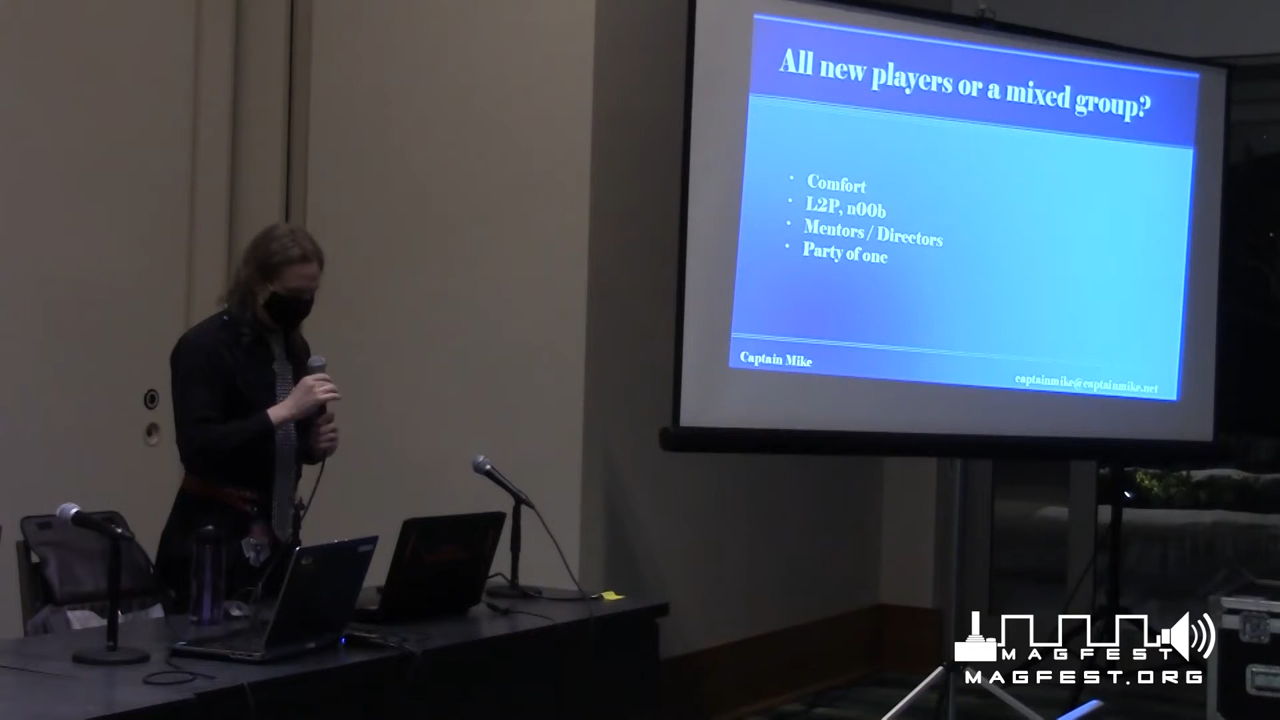 All new players or a mixed group?
· Comfort
· L2P, n00b
· Mentors / Directors
· Party of one
Captain Mike
captainmike@captainmike.net
MAGFEST
MAGFEST.ORG